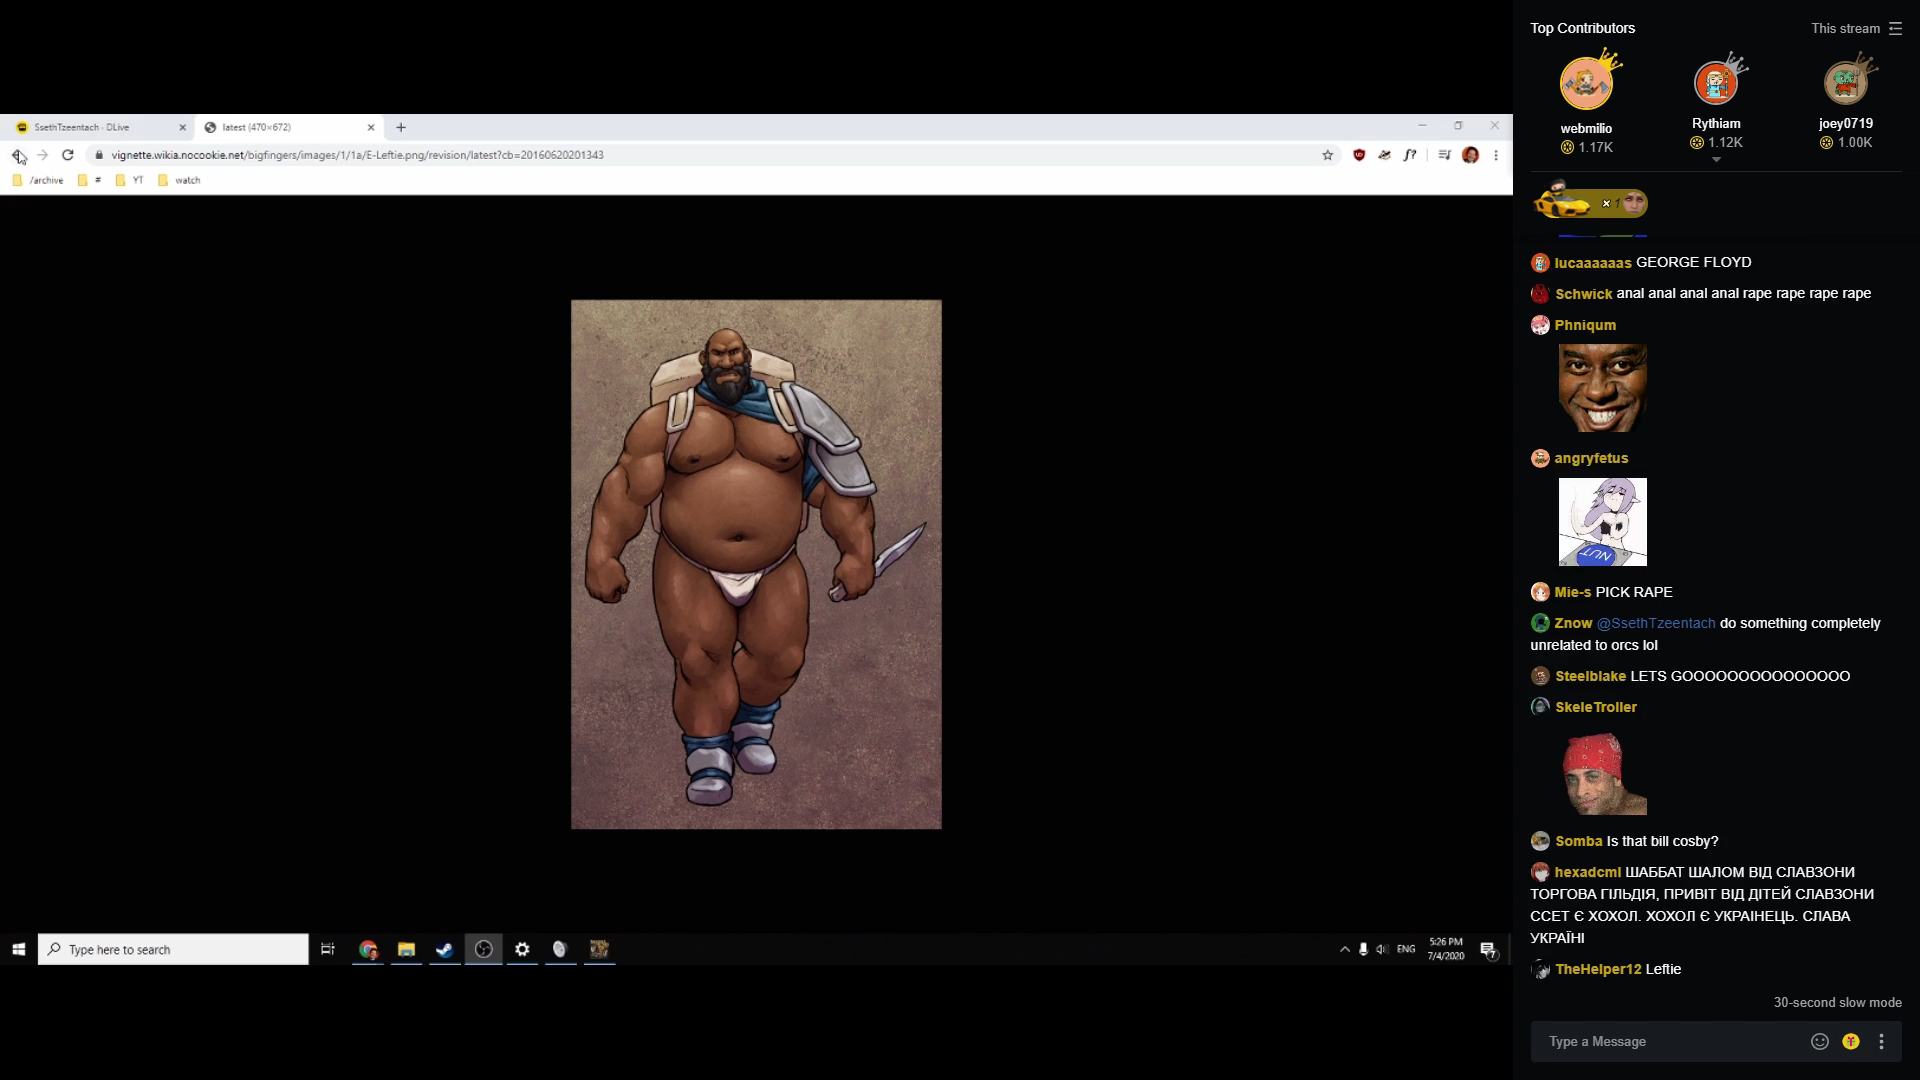 SsethTzeentach - DLive
latest (470×672)
vignette.wikia.nocookie.net/bigfingers/images/1/1a/E-Leftie.png/revision/latest?cb=20160620201343
/archive
#
YT
watch
Type here to search
ENG
5:26 PM
7/4/2020
7
Top Contributors
This stream
webmilio
1.17K
Rythiam
1.12K
joey0719
1.00K
× 1
lucaaaaaas GEORGE FLOYD
Schwick anal anal anal anal rape rape rape rape
Phniqum
angryfetus
NUT
Mie-s PICK RAPE
Znow @SsethTzeentach do something completely
unrelated to orcs lol
Steelblake LETS GOOOOOOOOOOOOOOO
SkeleTroller
Somba Is that bill cosby?
hexadcml ШАББАТ ШАЛОМ ВІД СЛАВЗОНИ
ТОРГОВА ГІЛЬДІЯ, ПРИВІТ ВІД ДІТЕЙ СЛАВЗОНИ
ССЕТ Є ХОХОЛ. ХОХОЛ Є УКРАІНЕЦЬ. СЛАВА
УКРАЇНІ
TheHelper12 Leftie
30-second slow mode
Type a Message